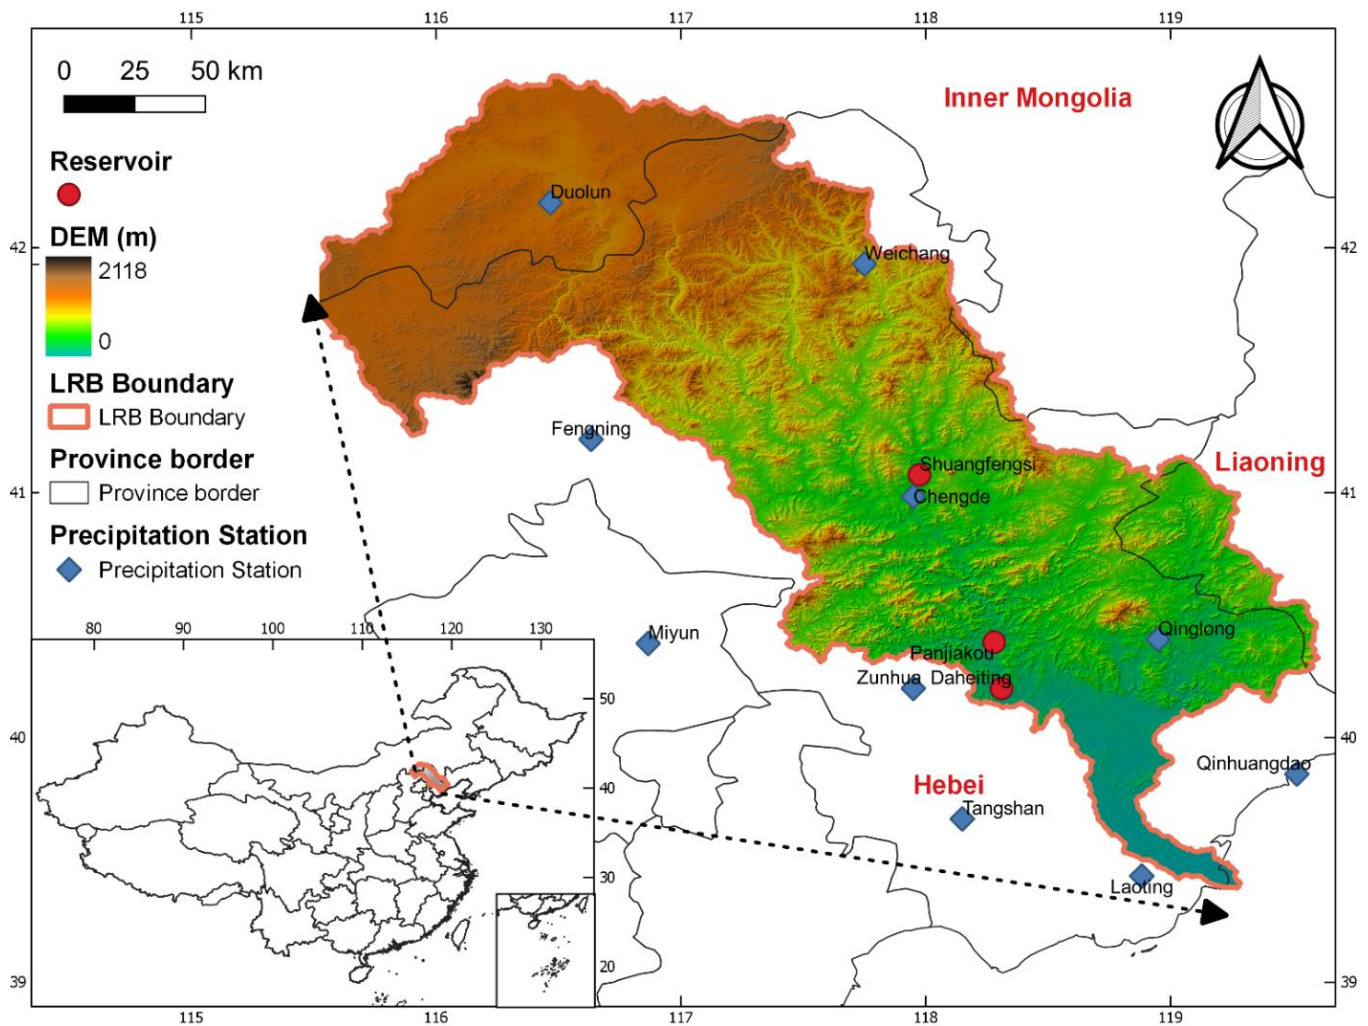 115 116 117 118 119
0 25 50 km
Inner Mongolia
Reservoir
Duolun
DEM (m)
42 42
Weichang
2118
0
LRB Boundary
LRB Boundary
Fengning
Province border
Shuangfengsi
Liaoning
Province border
41 41
Chengde
Precipitation Station
Precipitation Station
80 90 100 110 120 130
Miyun
Qinglong
Panjiakou
Zunhua Daheiting
50
40 40
Qinhuangdao
Hebei
40
Tangshan
30
Laoting
20
39 39
115 116 117 118 119